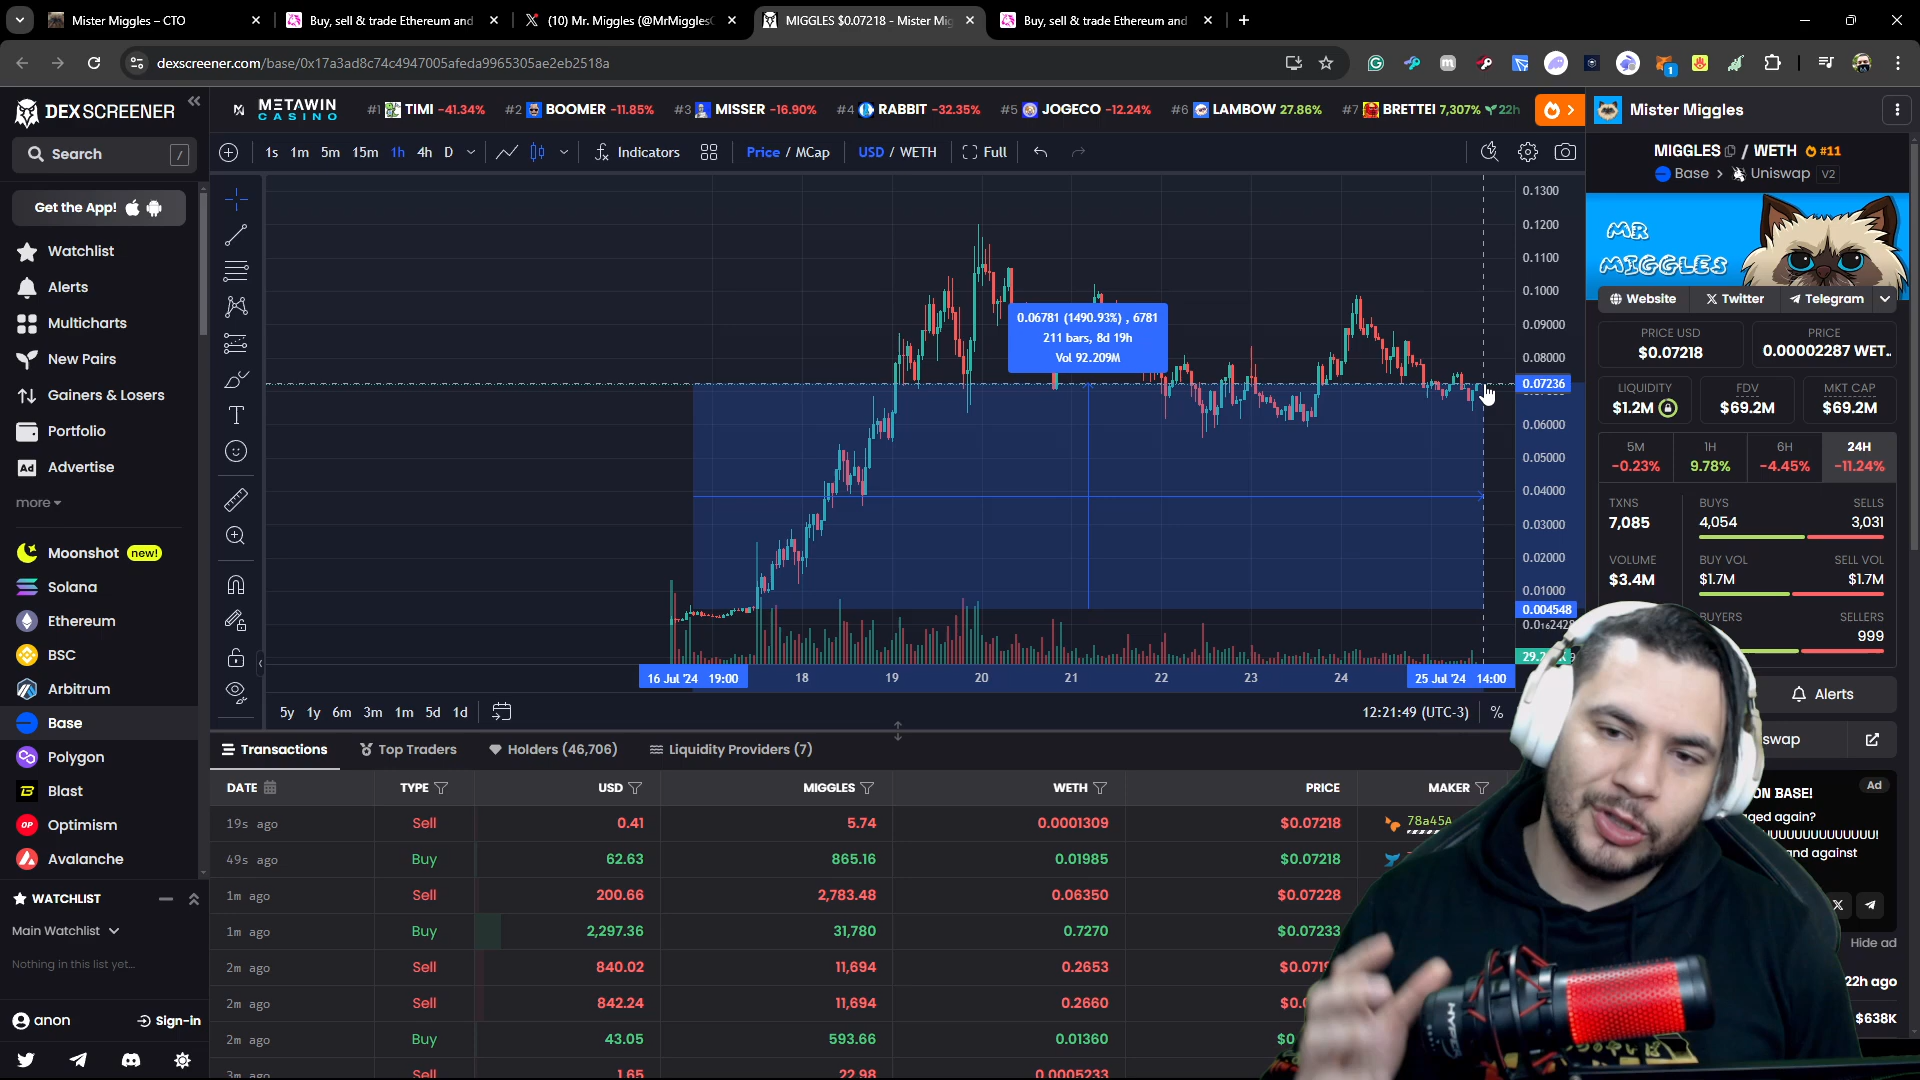 Mister Miggles – CTO
Buy, sell & trade Ethereum and
(10) Mr. Miggles (@MrMigglesC
MIGGLES $0.07218 - Mister Mig
Buy, sell & trade Ethereum and
dexscreener.com/base/0x17a3ad8c74c4947005afeda9965305ae2eb2518a
DEXSCREENER
METAWIN
CASINO
#1 TIMI -41.34%
#2 BOOMER -11.85%
#3 MISSER -16.90%
#4 RABBIT -32.35%
#5 JOGECO -12.24%
#6 LAMBOW 27.86%
#7 BRETTEI 7,307% 22h
Mister Miggles
Search /
Get the App!
Watchlist
Alerts
Multicharts
New Pairs
Gainers & Losers
Portfolio
Ad Advertise
more
Moonshot new!
Solana
Ethereum
BSC
Arbitrum
Base
Polygon
Blast
OP Optimism
Avalanche
WATCHLIST
Main Watchlist
Nothing in this list yet...
anon Sign-in
1s 1m 5m 15m 1h 4h D Indicators Price / MCap USD / WETH Full
0.1300
0.1200
0.1100
0.1000
0.09000
0.08000
0.07236
0.06000
0.05000
0.04000
0.03000
0.02000
0.01000
0.004548
0.06781 (1490.93%) , 6781
211 bars, 8d 19h
Vol 92.209M
16 Jul '24 19:00 18 19 20 21 22 23 24 25 Jul '24 14:00
5y 1y 6m 3m 1m 5d 1d 12:21:49 (UTC-3) %
Transactions Top Traders Holders (46,706) Liquidity Providers (7)
DATE TYPE USD MIGGLES WETH PRICE MAKER
19s ago Sell 0.41 5.74 0.0001309 $0.07218 78a45A
49s ago Buy 62.63 865.16 0.01985 $0.07218
1m ago Sell 200.66 2,783.48 0.06350 $0.07228
1m ago Buy 2,297.36 31,780 0.7270 $0.07233
2m ago Sell 840.02 11,694 0.2653
2m ago Sell 842.24 11,694 0.2660
2m ago Buy 43.05 593.66 0.01360
3m ago Sell 1.65 22.98 0.0005233
MIGGLES / WETH #11
Base > Uniswap V2
MR
MIGGLES
Website Twitter Telegram
PRICE USD
$0.07218
PRICE
0.00002287 WET..
LIQUIDITY
$1.2M
FDV
$69.2M
MKT CAP
$69.2M
5M
-0.23%
1H
9.78%
6H
-4.45%
24H
-11.24%
TXNS
7,085
BUYS
4,054
SELLS
3,031
VOLUME
$3.4M
BUY VOL
$1.7M
SELL VOL
$1.7M
BUYERS
SELLERS
999
Alerts
swap
Ad
ON BASE!
aged again?
and against
Hide ad
22h ago
$638K
HYPE